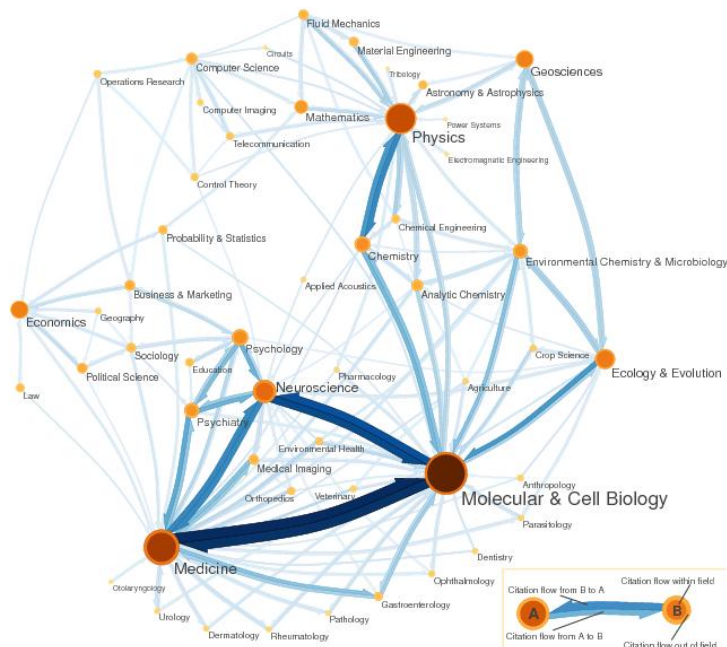 Fluid Mechanics
Material Engineering
Circuits
Computer Science
Geosciences
Operations Research
Tribology
Astronomy & Astrophysics
Computer Imaging
Mathematics
Physics
Power Systems
Telecommunication
Electromagnetic Engineering
Control Theory
Chemical Engineering
Probability & Statistics
Chemistry
Environmental Chemistry & Microbiology
Applied Acoustics
Analytic Chemistry
Business & Marketing
Economics
Geography
Sociology
Psychology
Crop Science
Education
Political Science
Ecology & Evolution
Pharmacology
Agriculture
Law
Neuroscience
Psychiatry
Environmental Health
Medical Imaging
Anthropology
Orthopedics
Veterinary
Molecular & Cell Biology
Parasitology
Dentistry
Medicine
Ophthalmology
Otolaryngology
Gastroenterology
Urology
Pathology
Dermatology
Rheumatology
Citation flow from B to A
Citation flow within field
A
B
Citation flow from A to B
Citation flow out of field